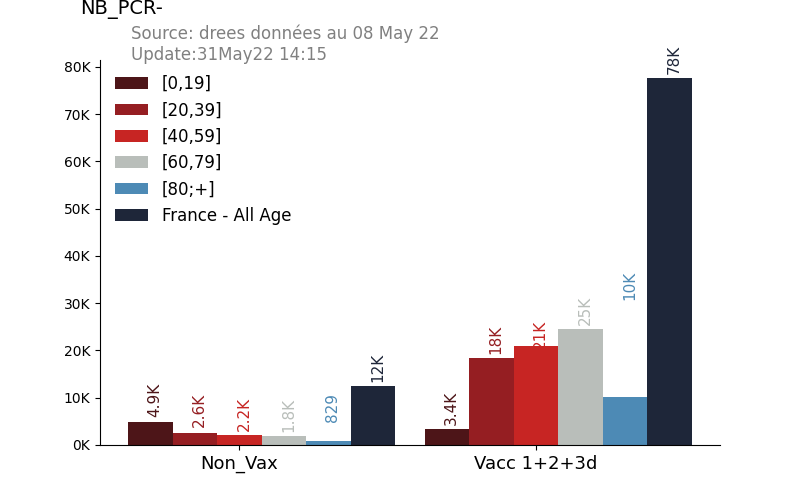 NB_PCR-
Source: drees données au 08 May 22
Update:31May22 14:15
80K
70K
60K
50K
40K
30K
20K
10K
0K
[0,19]
[20,39]
[40,59]
[60,79]
[80;+]
France - All Age
4.9K
2.6K
2.2K
1.8K
829
12K
3.4K
18K
21K
25K
10K
78K
Non_Vax
Vacc 1+2+3d